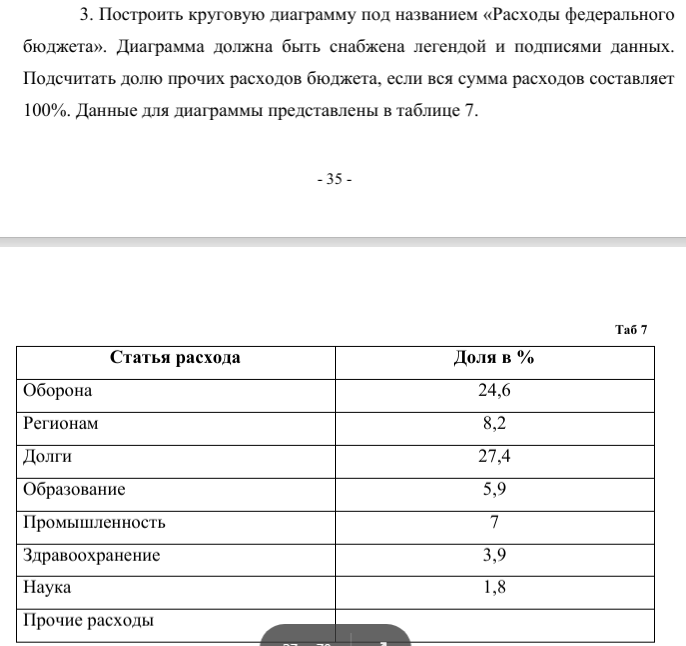 3. Построить круговую диаграмму под названием «Расходы федерального
бюджета». Диаграмма должна быть снабжена легендой и подписями данных.
Подсчитать долю прочих расходов бюджета, если вся сумма расходов составляет
100%. Данные для диаграммы представлены в таблице 7.
- 35 -
Таб 7
Статья расхода Доля в %
Оборона 24,6
Регионам 8,2
Долги 27,4
Образование 5,9
Промышленность 7
Здравоохранение 3,9
Наука 1,8
Прочие расходы